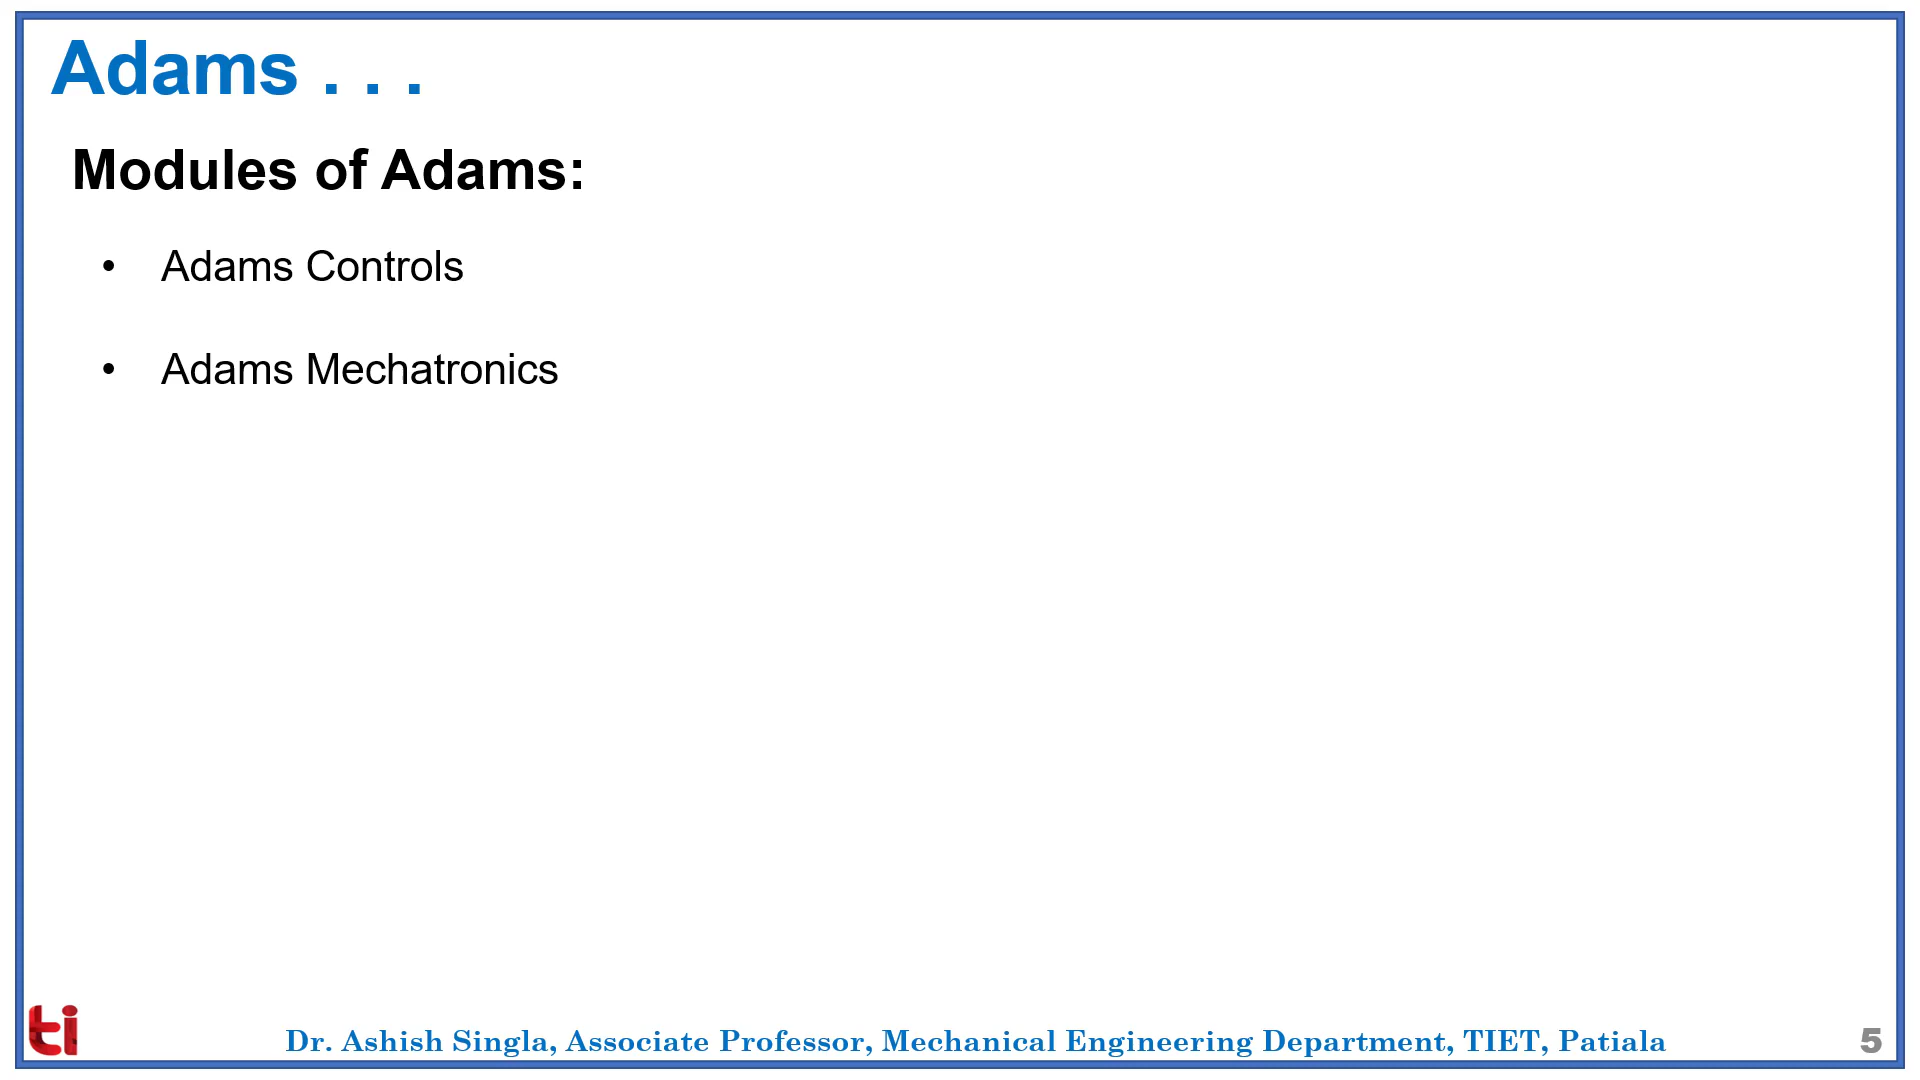 Adams . . .
Modules of Adams:
• Adams Controls
• Adams Mechatronics
ti
Dr. Ashish Singla, Associate Professor, Mechanical Engineering Department, TIET, Patiala
5